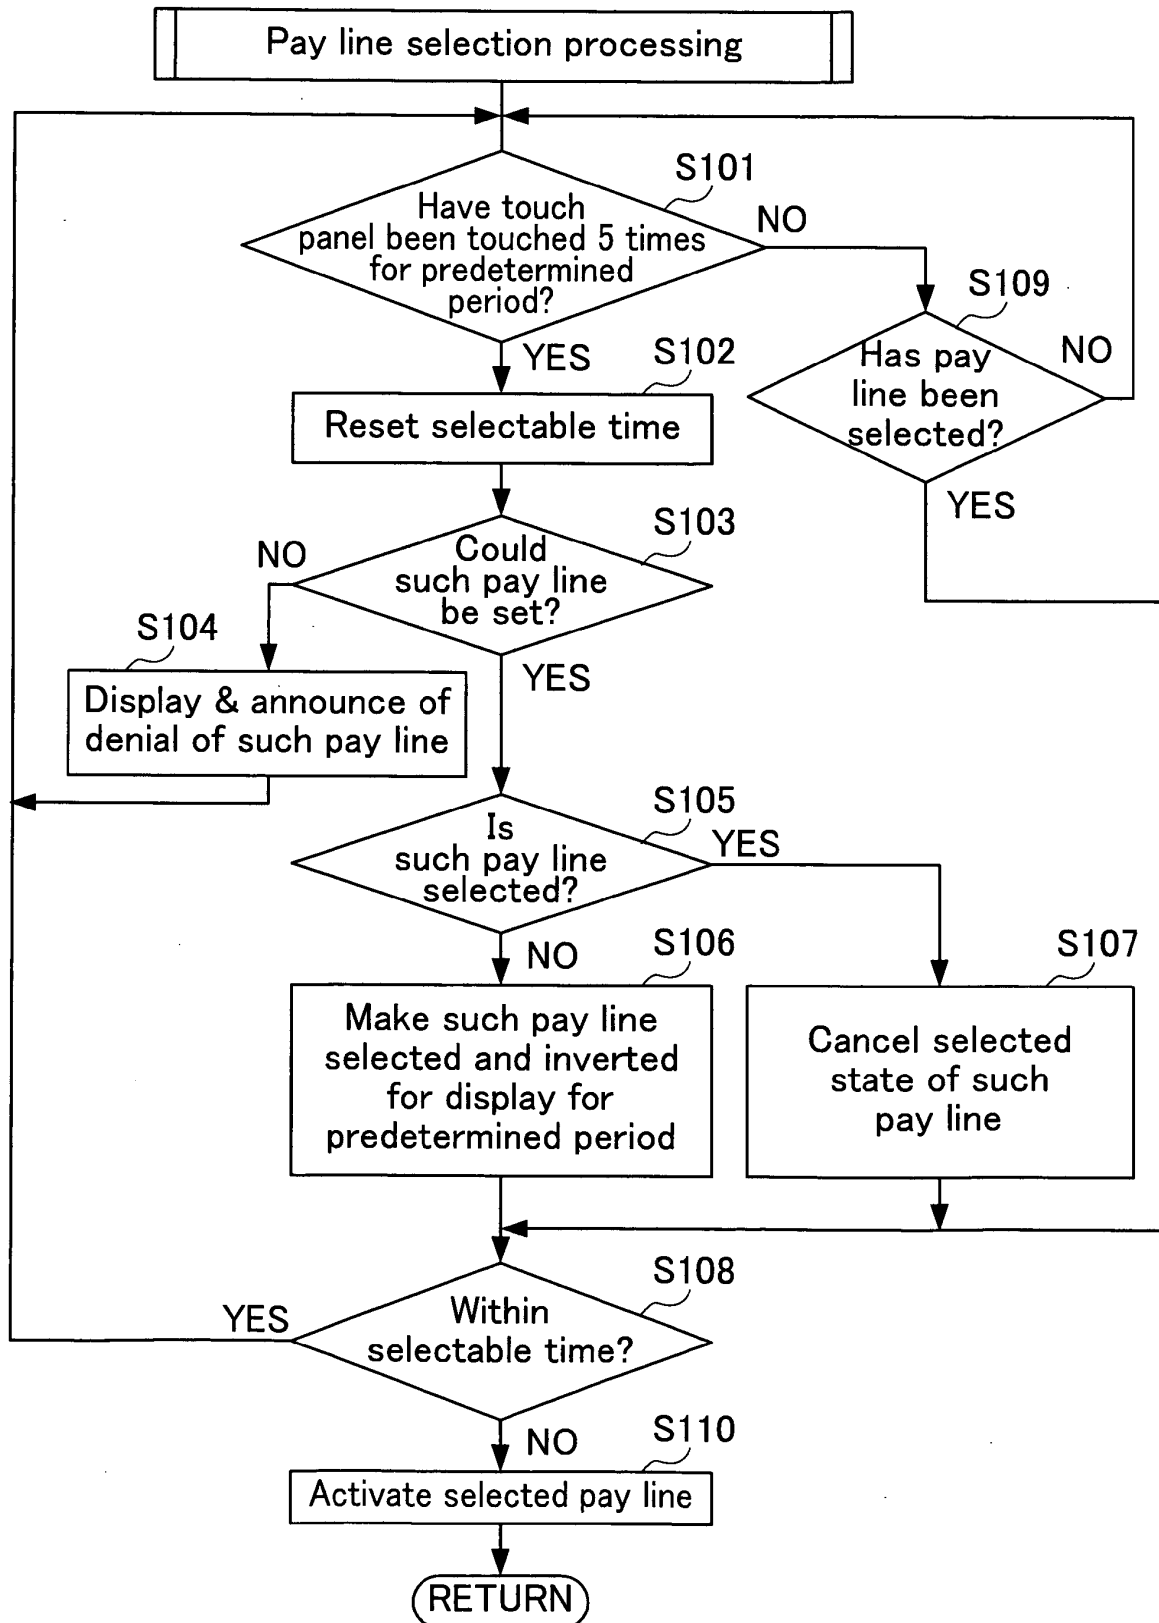 Pay line selection processing
S101
Have touch
panel been touched 5 times
for predetermined
period?
NO
YES
S109
Has pay
line been
selected?
NO
YES
S102
Reset selectable time
S103
Could
such pay line
be set?
NO
YES
S104
Display & announce of
denial of such pay line
S105
Is
such pay line
selected?
YES
NO
S106
Make such pay line
selected and inverted
for display for
predetermined period
S107
Cancel selected
state of such
pay line
S108
Within
selectable time?
YES
NO
S110
Activate selected pay line
RETURN